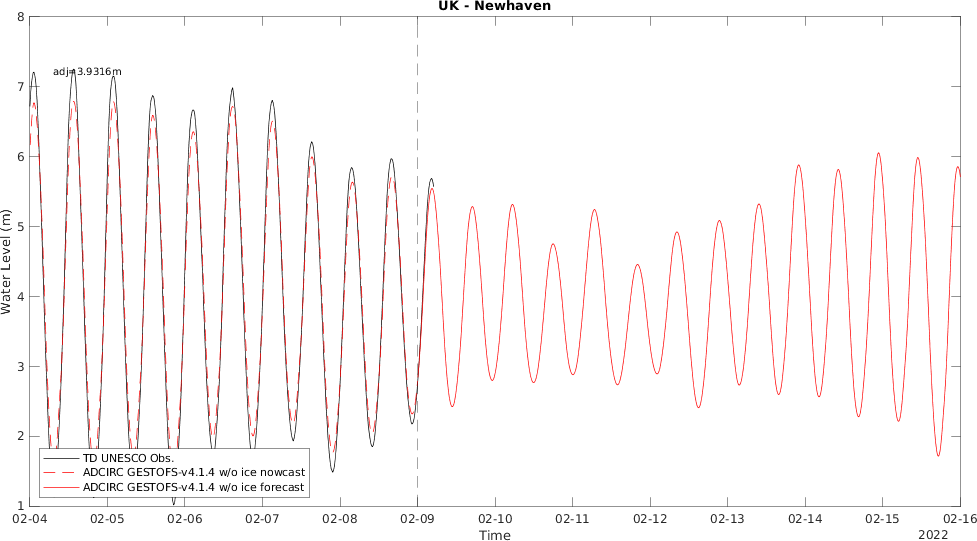 UK - Newhaven
8
7
6
5
4
3
2
1
Water Level (m)
adj=3.9316m
TD UNESCO Obs.
ADCIRC GESTOFS-v4.1.4 w/o ice nowcast
ADCIRC GESTOFS-v4.1.4 w/o ice forecast
02-04 02-05 02-06 02-07 02-08 02-09 02-10 02-11 02-12 02-13 02-14 02-15 02-16
Time
2022